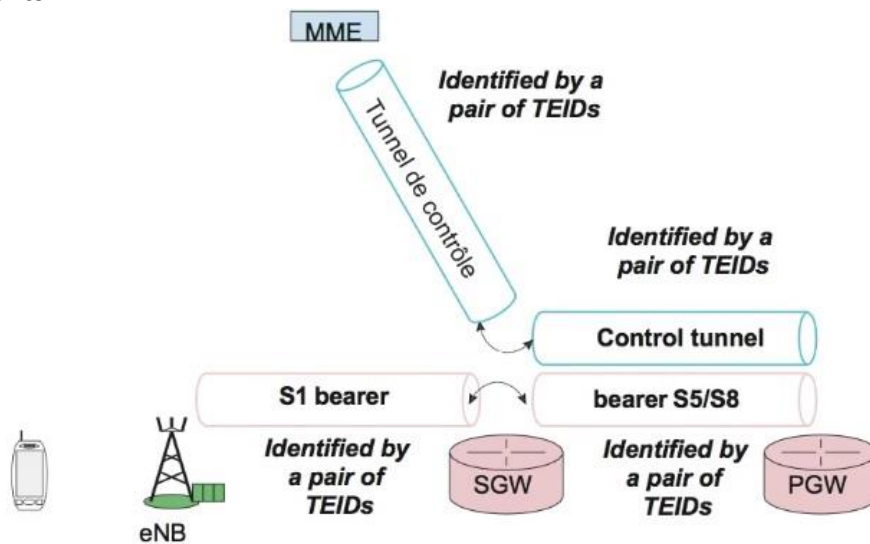 MME
Identified by a
pair of TEIDs
Tunnel de contrôle
Identified by a
pair of TEIDs
Control tunnel
S1 bearer
bearer S5/S8
Identified by
a pair of
TEIDs
SGW
Identified by
a pair of
TEIDs
PGW
eNB